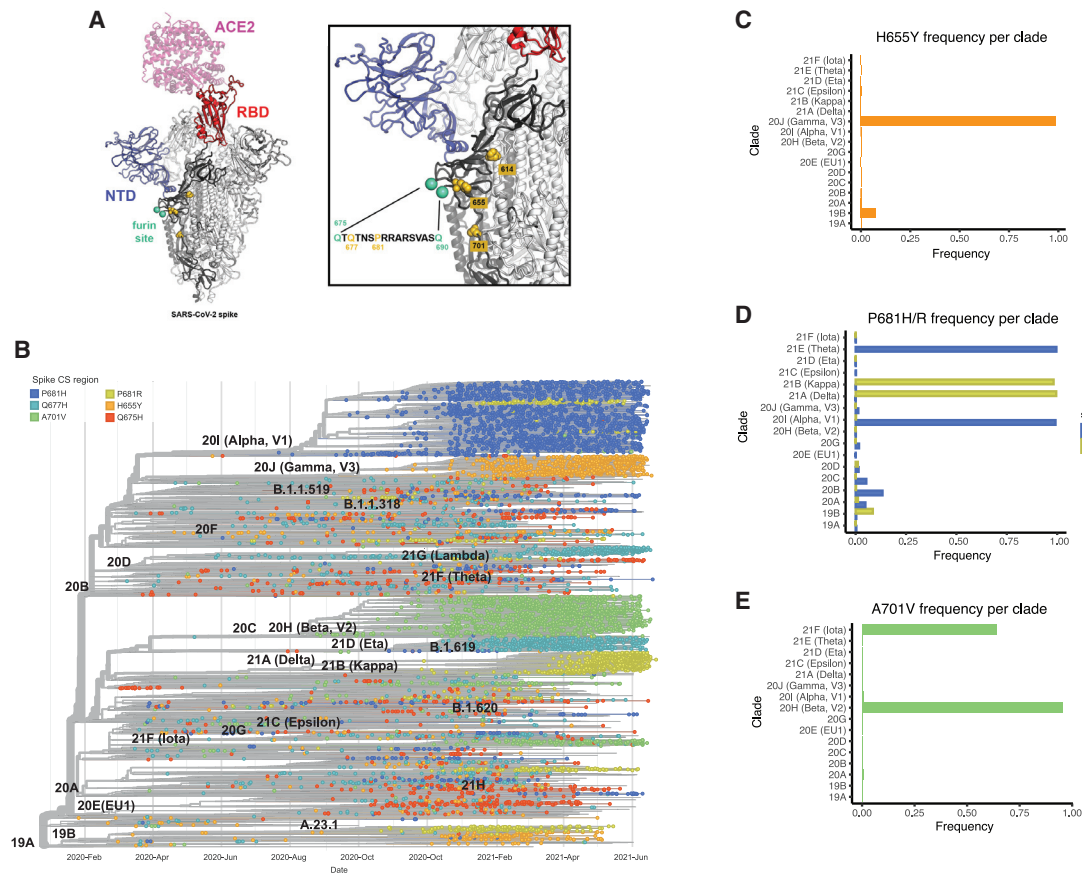 A
ACE2
RBD
NTD
furin
site
SARS-CoV-2 spike
614
655
701
675
QTQTNSPRRARSVASQ
677
681
690
B
Spike CS region
P681H
P681R
Q677H
H655Y
A701V
Q675H
20I (Alpha, V1)
20J (Gamma, V3)
B.1.1.519
B.1.1.318
20F
20D
21G (Lambda)
21F (Theta)
20B
20C
20H (Beta, V2)
21D (Eta)
B.1.619
21A (Delta)
21B (Kappa)
B.1.620
21C (Epsilon)
20G
21F (Iota)
20A
21H
20E(EU1)
A.23.1
19B
19A
2020-Feb
2020-Apr
2020-Jun
2020-Aug
2020-Oct
2020-Oct
2021-Feb
2021-Apr
2021-Jun
Date
C
H655Y frequency per clade
21F (Iota)
21E (Theta)
21D (Eta)
21C (Epsilon)
21B (Kappa)
21A (Delta)
20J (Gamma, V3)
20I (Alpha, V1)
20H (Beta, V2)
20G
20E (EU1)
20D
20C
20B
20A
19B
19A
Clade
0.00
0.25
0.50
0.75
1.00
Frequency
D
P681H/R frequency per clade
21F (Iota)
21E (Theta)
21D (Eta)
21C (Epsilon)
21B (Kappa)
21A (Delta)
20J (Gamma, V3)
20I (Alpha, V1)
20H (Beta, V2)
20G
20E (EU1)
20D
20C
20B
20A
19B
19A
Clade
0.00
0.25
0.50
0.75
1.0
Frequency
E
A701V frequency per clade
21F (Iota)
21E (Theta)
21D (Eta)
21C (Epsilon)
21A (Delta)
20J (Gamma, V3)
20I (Alpha, V1)
20H (Beta, V2)
20G
20E (EU1)
20D
20C
20B
20A
19B
19A
Clade
0.00
0.25
0.50
0.75
1.00
Frequency